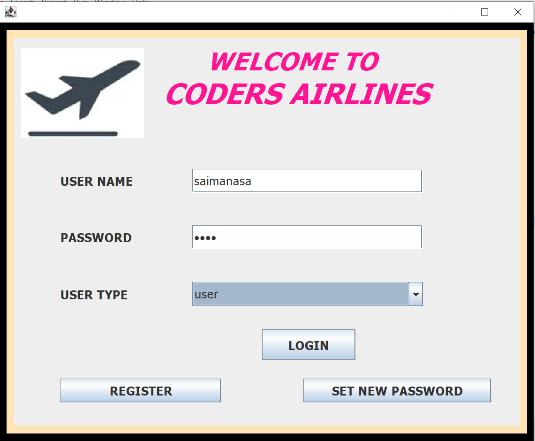 WELCOME TO
CODERS AIRLINES
USER NAME
saimanasa
PASSWORD
••••
USER TYPE
user
LOGIN
REGISTER
SET NEW PASSWORD